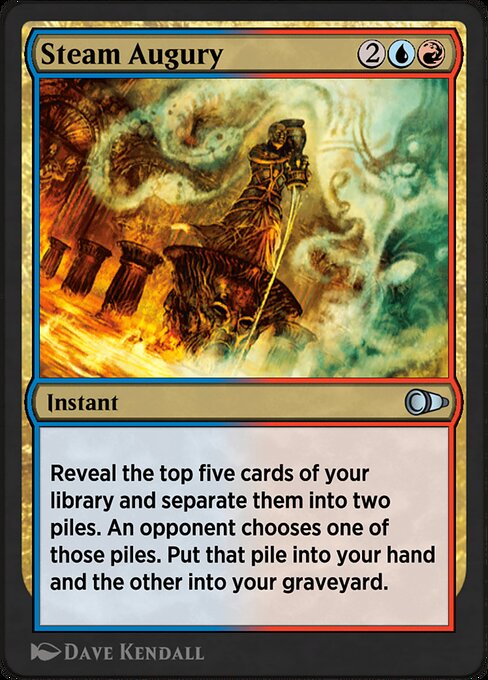 Steam Augury 2
Instant
Reveal the top five cards of your
library and separate them into two
piles. An opponent chooses one of
those piles. Put that pile into your hand
and the other into your graveyard.
Dave Kendall